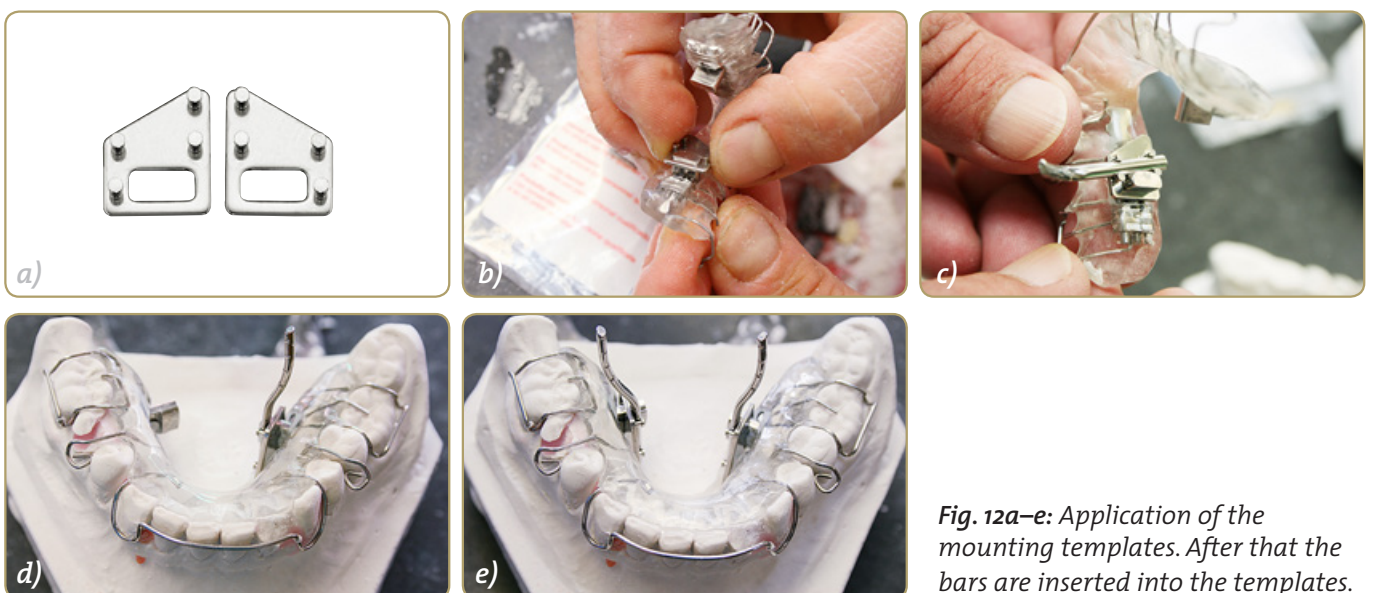 a)
b)
c)
d)
e)
Fig. 12a–e: Application of the
mounting templates. After that the
bars are inserted into the templates.